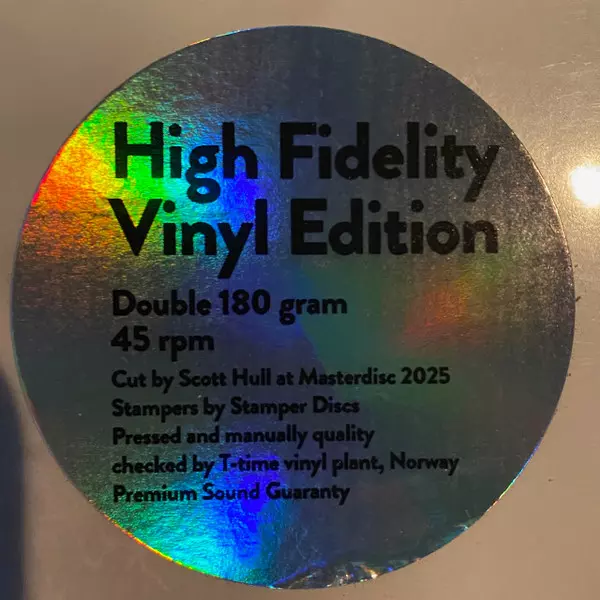 High Fidelity
Vinyl Edition
Double 180 gram
45 rpm
Cut by Scott Hull at Masterdisc 2025
Stampers by Stamper Discs
Pressed and manually quality
checked by T-time vinyl plant, Norway
Premium Sound Guaranty